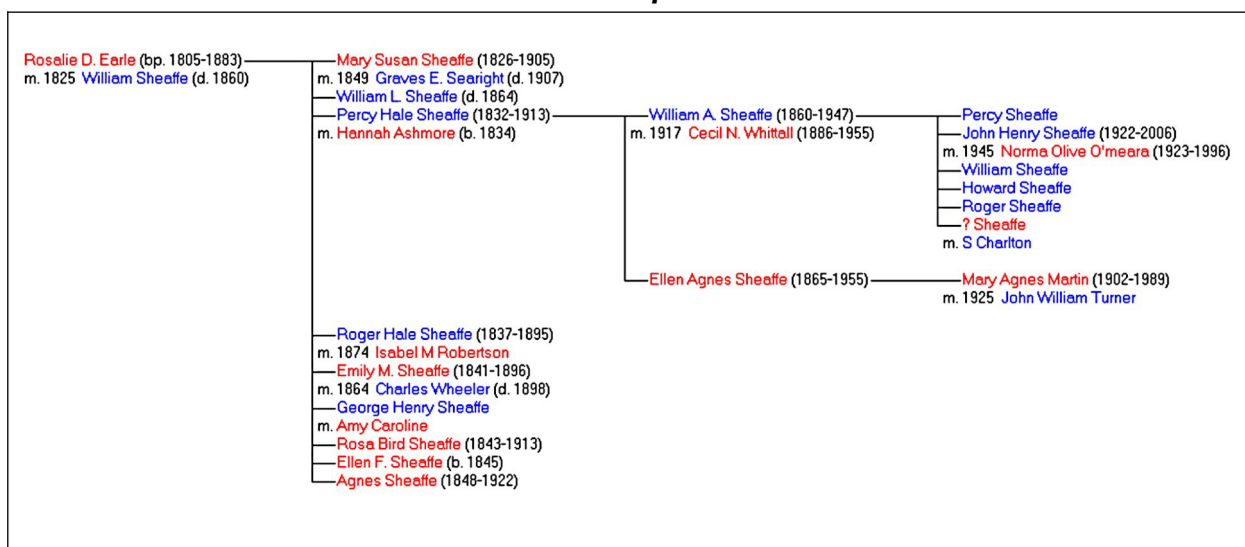 Rosalie D. Earle (bp. 1805-1883)
m. 1825 William Sheaffe (d. 1860)
Mary Susan Sheaffe (1826-1905)
m. 1849 Graves E. Searight (d. 1907)
William L. Sheaffe (d. 1864)
Percy Hale Sheaffe (1832-1913)
m. Hannah Ashmore (b. 1834)
William A. Sheaffe (1860-1947)
m. 1917 Cecil N. Whittall (1886-1955)
Percy Sheaffe
John Henry Sheaffe (1922-2006)
m. 1945 Norma Olive O'meara (1923-1996)
William Sheaffe
Howard Sheaffe
Roger Sheaffe
? Sheaffe
m. S Charlton
Ellen Agnes Sheaffe (1865-1955)
Mary Agnes Martin (1902-1989)
m. 1925 John William Turner
Roger Hale Sheaffe (1837-1895)
m. 1874 Isabel M Robertson
Emily M. Sheaffe (1841-1896)
m. 1864 Charles Wheeler (d. 1898)
George Henry Sheaffe
m. Amy Caroline
Rosa Bird Sheaffe (1843-1913)
Ellen F. Sheaffe (b. 1845)
Agnes Sheaffe (1848-1922)